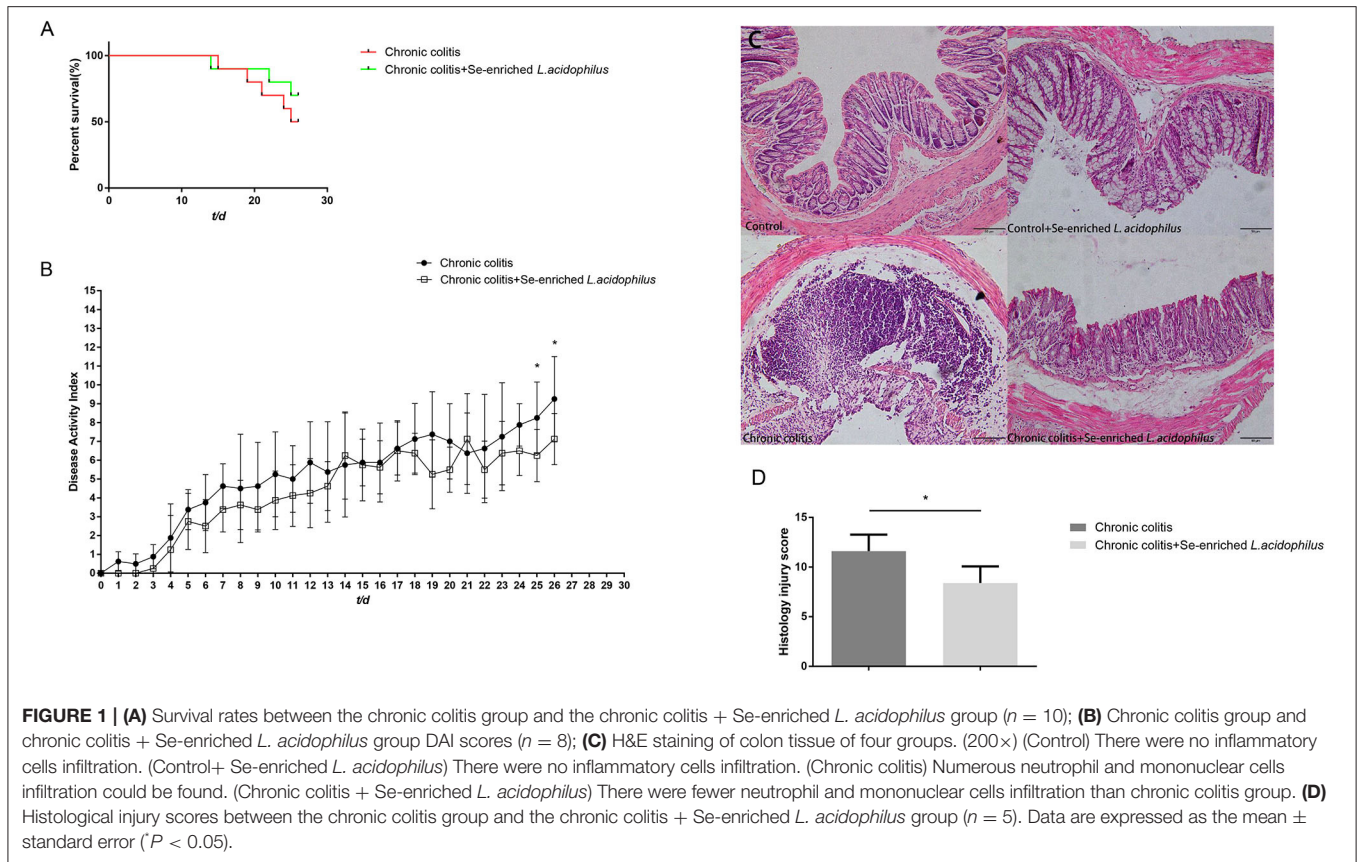 A
Percent survival(%)
100
50
0
0 10 20 30
t/d
Chronic colitis
Chronic colitis+Se-enriched L.acidophilus
B
Chronic colitis
Chronic colitis+Se-enriched L.acidophilus
Disease Activity Index
15
14
13
12
11
10
9
8
7
6
5
4
3
2
1
0
* *
0 1 2 3 4 5 6 7 8 9 10 11 12 13 14 15 16 17 18 19 20 21 22 23 24 25 26 27 28 29 30
t/d
C
Control
Control+Se-enriched L. acidophilus
Chronic colitis
Chronic colitis+Se-enriched L. acidophilus
D
*
Histology injury score
15
10
5
0
Chronic colitis
Chronic colitis+Se-enriched L.acidophilus
FIGURE 1 | (A) Survival rates between the chronic colitis group and the chronic colitis + Se-enriched L. acidophilus group (n = 10); (B) Chronic colitis group and
chronic colitis + Se-enriched L. acidophilus group DAI scores (n = 8); (C) H&E staining of colon tissue of four groups. (200×) (Control) There were no inflammatory
cells infiltration. (Control+ Se-enriched L. acidophilus) There were no inflammatory cells infiltration. (Chronic colitis) Numerous neutrophil and mononuclear cells
infiltration could be found. (Chronic colitis + Se-enriched L. acidophilus) There were fewer neutrophil and mononuclear cells infiltration than chronic colitis group. (D)
Histological injury scores between the chronic colitis group and the chronic colitis + Se-enriched L. acidophilus group (n = 5). Data are expressed as the mean ±
standard error (*P < 0.05).